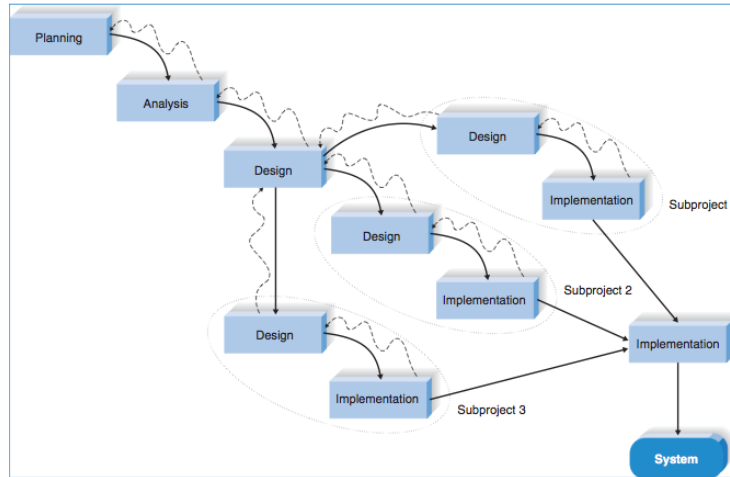 Planning
Analysis
Design
Design
Implementation
Subproject
Design
Implementation
Subproject 2
Design
Implementation
Subproject 3
Implementation
System